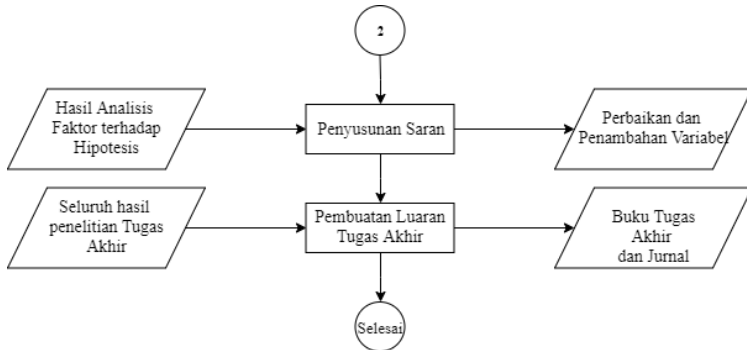 2
Hasil Analisis
Faktor terhadap
Hipotesis
Penyusunan Saran
Perbaikan dan
Penambahan Variabel
Seluruh hasil
penelitian Tugas
Akhir
Pembuatan Luaran
Tugas Akhir
Buku Tugas
Akhir
dan Jurnal
Selesai